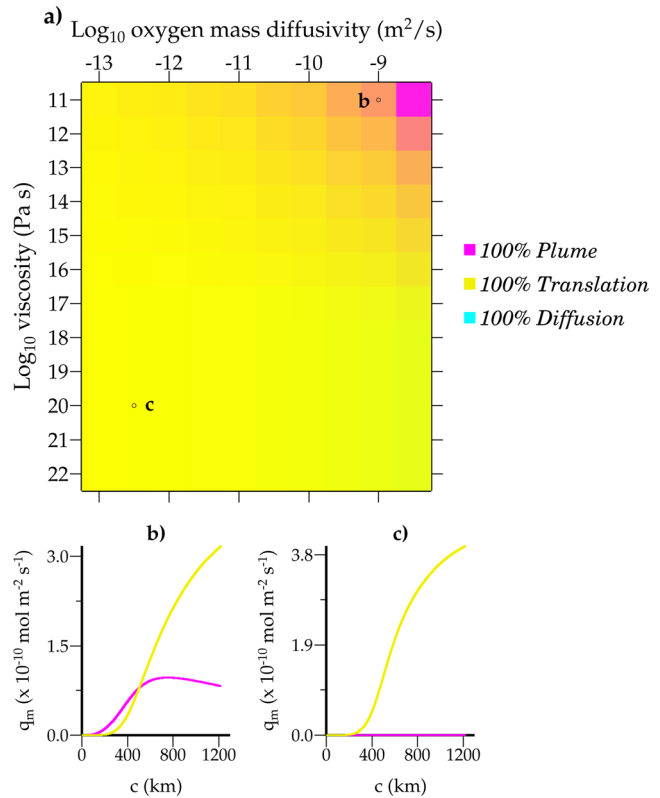 a)
Log10 oxygen mass diffusivity (m2/s)
-13 -12 -11 -10 -9
Log10 viscosity (Pa s)
11
12
13
14
15
16
17
18
19
20
21
22
b
c
100% Plume
100% Translation
100% Diffusion
b)
qm (x 10-10 mol m-2 s-1)
3.0
1.5
0.0
0 400 800 1200
c (km)
c)
qm (x 10-10 mol m-2 s-1)
3.8
1.9
0.0
0 400 800 1200
c (km)